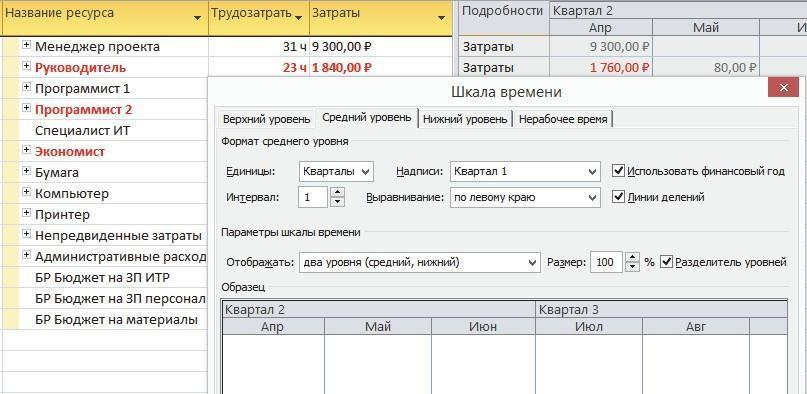 Название ресурса Трудозатрать Затраты Подробности Квартал 2
Апр Май И
Менеджер проекта 31 ч 9 300,00 ₽ Затраты 9 300,00 ₽
Руководитель 23 ч 1 840,00 ₽ Затраты 1 760,00 ₽ 80,00 ₽
Программист 1
Программист 2
Специалист ИТ
Экономист
Бумага
Компьютер
Принтер
Непредвиденные затраты
Административные расход
БР Бюджет на ЗП ИТР
БР Бюджет на ЗП персонал
БР Бюджет на материалы
Шкала времени
Верхний уровень Средний уровень Нижний уровень Нерабочее время
Формат среднего уровня
Единицы: Кварталы Надписи: Квартал 1 Использовать финансовый год
Интервал: 1 Выравнивание: по левому краю Линии делений
Параметры шкалы времени
Отображать: два уровня (средний, нижний) Размер: 100 % Разделитель уровней
Образец
Квартал 2 Квартал 3
Апр Май Июн Июл Авг